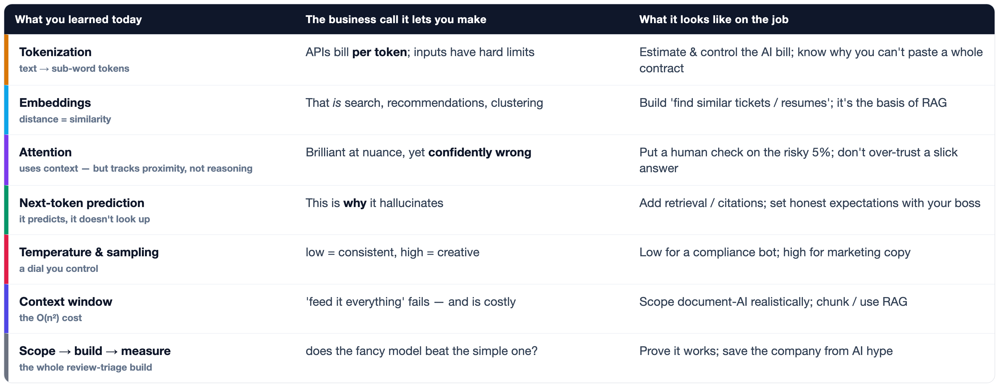 What you learned today
The business call it lets you make
What it looks like on the job
Tokenization
text → sub-word tokens
APIs bill per token; inputs have hard limits
Estimate & control the AI bill; know why you can't paste a whole
contract
Embeddings
distance = similarity
That is search, recommendations, clustering
Build 'find similar tickets / resumes'; it's the basis of RAG
Attention
uses context — but tracks proximity, not reasoning
Brilliant at nuance, yet confidently wrong
Put a human check on the risky 5%; don't over-trust a slick
answer
Next-token prediction
it predicts, it doesn't look up
This is why it hallucinates
Add retrieval / citations; set honest expectations with your boss
Temperature & sampling
a dial you control
low = consistent, high = creative
Low for a compliance bot; high for marketing copy
Context window
the O(n²) cost
'feed it everything' fails — and is costly
Scope document-AI realistically; chunk / use RAG
Scope → build → measure
the whole review-triage build
does the fancy model beat the simple one?
Prove it works; save the company from AI hype